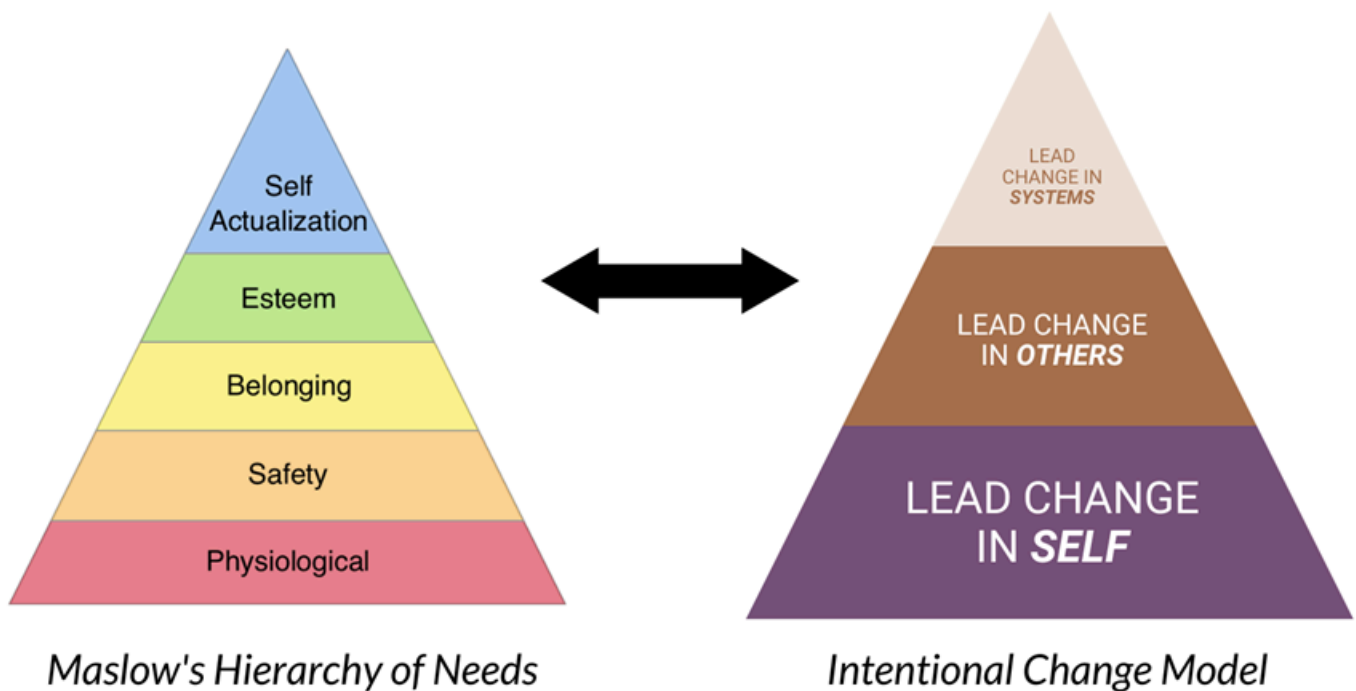 Self
Actualization
Esteem
Belonging
Safety
Physiological
Maslow's Hierarchy of Needs
LEAD
CHANGE IN
SYSTEMS
LEAD CHANGE
IN OTHERS
LEAD CHANGE
IN SELF
Intentional Change Model